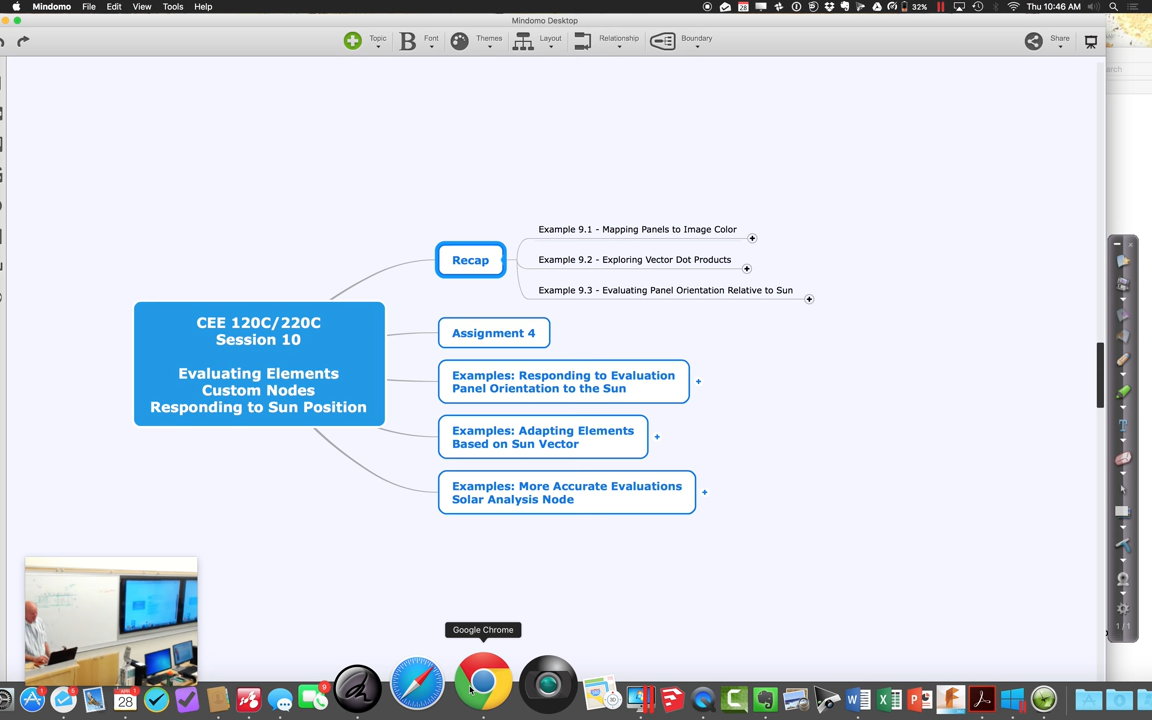 Mindomo File Edit View Tools Help
32% Thu 10:46 AM
Mindomo Desktop
Topic Font Themes Layout Relationship Boundary Share
Example 9.1 - Mapping Panels to Image Color
Recap
Example 9.2 - Exploring Vector Dot Products
Example 9.3 - Evaluating Panel Orientation Relative to Sun
CEE 120C/220C
Session 10
Evaluating Elements
Custom Nodes
Responding to Sun Position
Assignment 4
Examples: Responding to Evaluation
Panel Orientation to the Sun
Examples: Adapting Elements
Based on Sun Vector
Examples: More Accurate Evaluations
Solar Analysis Node
1/1
Google Chrome
28